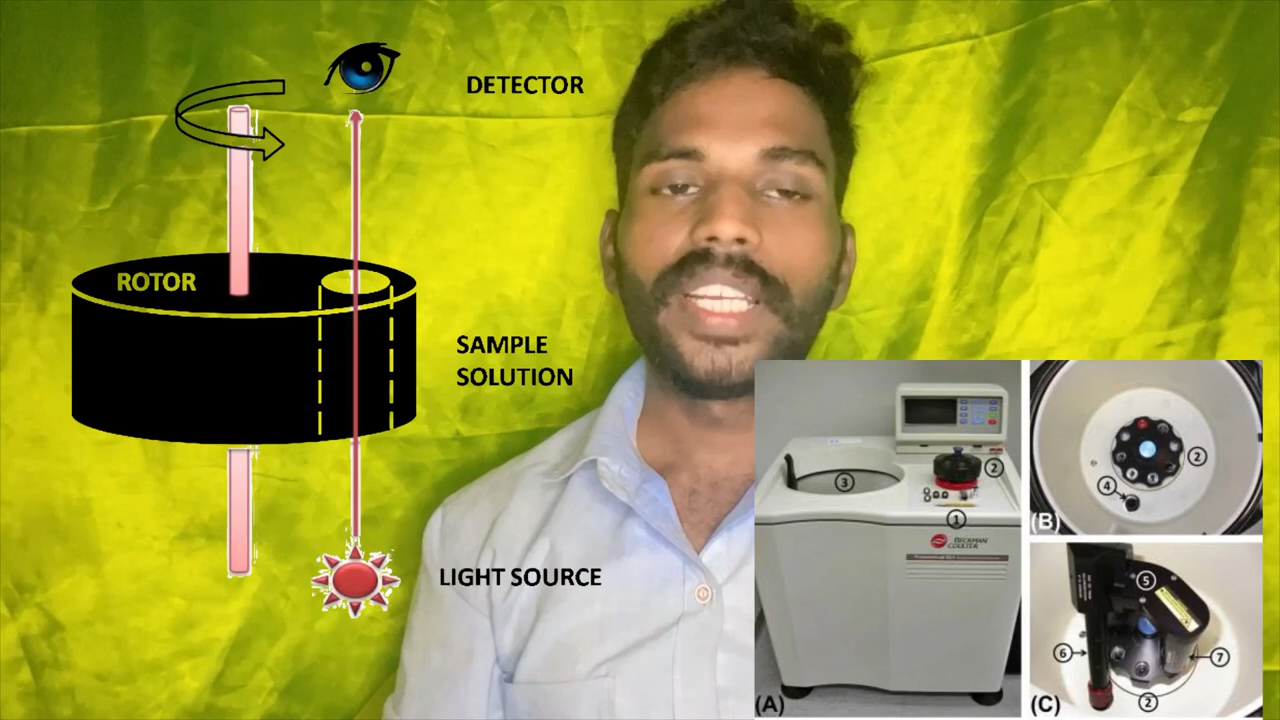 DETECTOR
ROTOR
SAMPLE
SOLUTION
LIGHT SOURCE
2
3
1
BECKMAN
COULTER
(A)
2
4
(B)
5
6
7
2
(C)